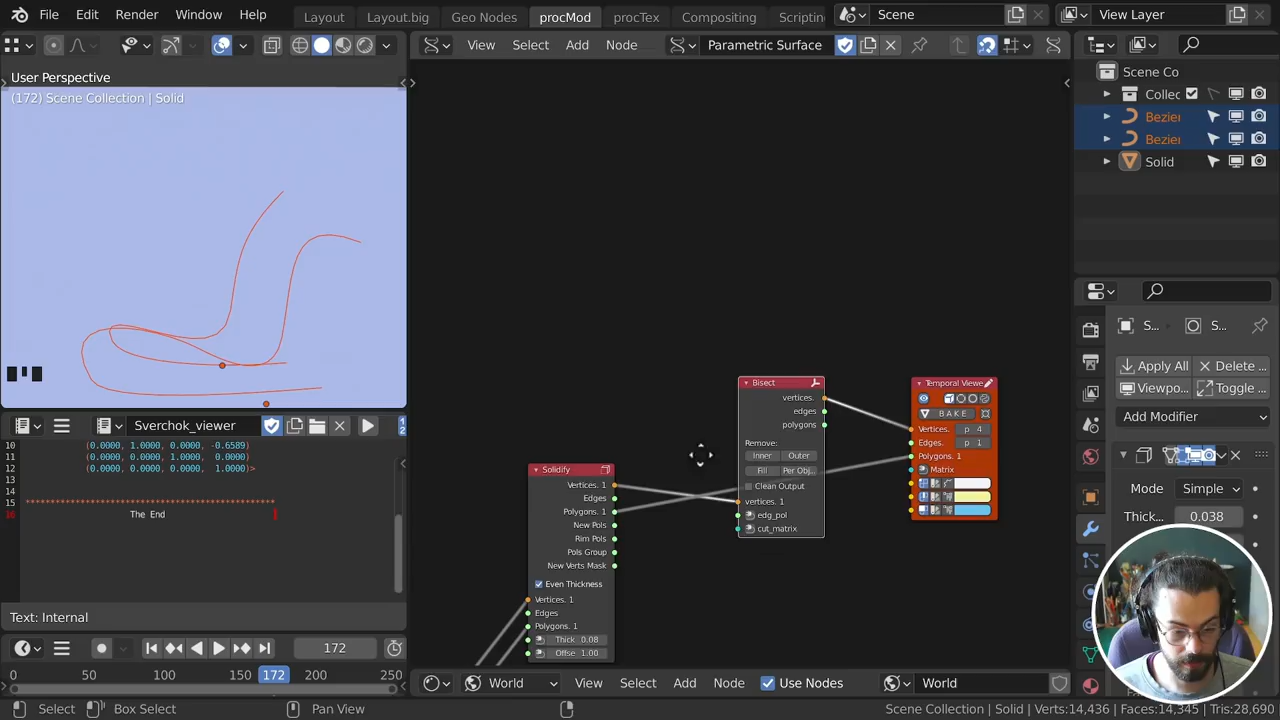 File Edit Render Window Help Layout Layout.big Geo Nodes procMod procTex Compositing Scripting Scene View Layer
View Select Add Node Parametric Surface
User Perspective
(172) Scene Collection | Solid
Scene Co
Collec
Bezier
Bezier
Solid
Bisect
vertices.
edges
polygons
Remove:
Inner Outer
Fill Per Obj...
Clean Output
vertices. 1
edg_pol
cut_matrix
Temporal Viewe
BAKE
Vertices. p 4
Edges. p 1
Polygons. 1
Matrix
Solidify
Vertices. 1
Edges
Polygons. 1
New Pols
Rim Pols
Pols Group
New Verts Mask
Even Thickness
Vertices. 1
Edges
Polygons. 1
Thick 0.08
Offse 1.00
S... S...
Apply All Delete ...
Viewpo... Toggle ...
Add Modifier
Mode Simple
Thick... 0.038
Sverchok_viewer
10 (0.0000, 1.0000, 0.0000, -0.6589)
11 (0.0000, 0.0000, 1.0000, 0.0000)
12 (0.0000, 0.0000, 0.0000, 1.0000)>
13
14
15 **************************************************
16 The End
Text: Internal
172
0 50 100 172 200 250
World View Select Add Node Use Nodes World
Select Box Select Pan View Scene Collection | Solid Verts:14,436 | Faces:14,345 | Tris:28,690